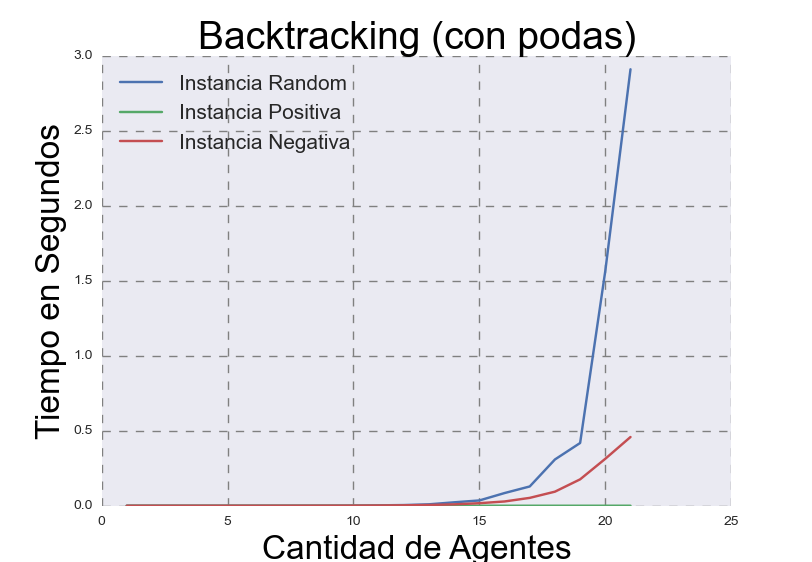 Backtracking (con podas)
Instancia Random
Instancia Positiva
Instancia Negativa
Tiempo en Segundos
3.0
2.5
2.0
1.5
1.0
0.5
0.0
0 5 10 15 20 25
Cantidad de Agentes